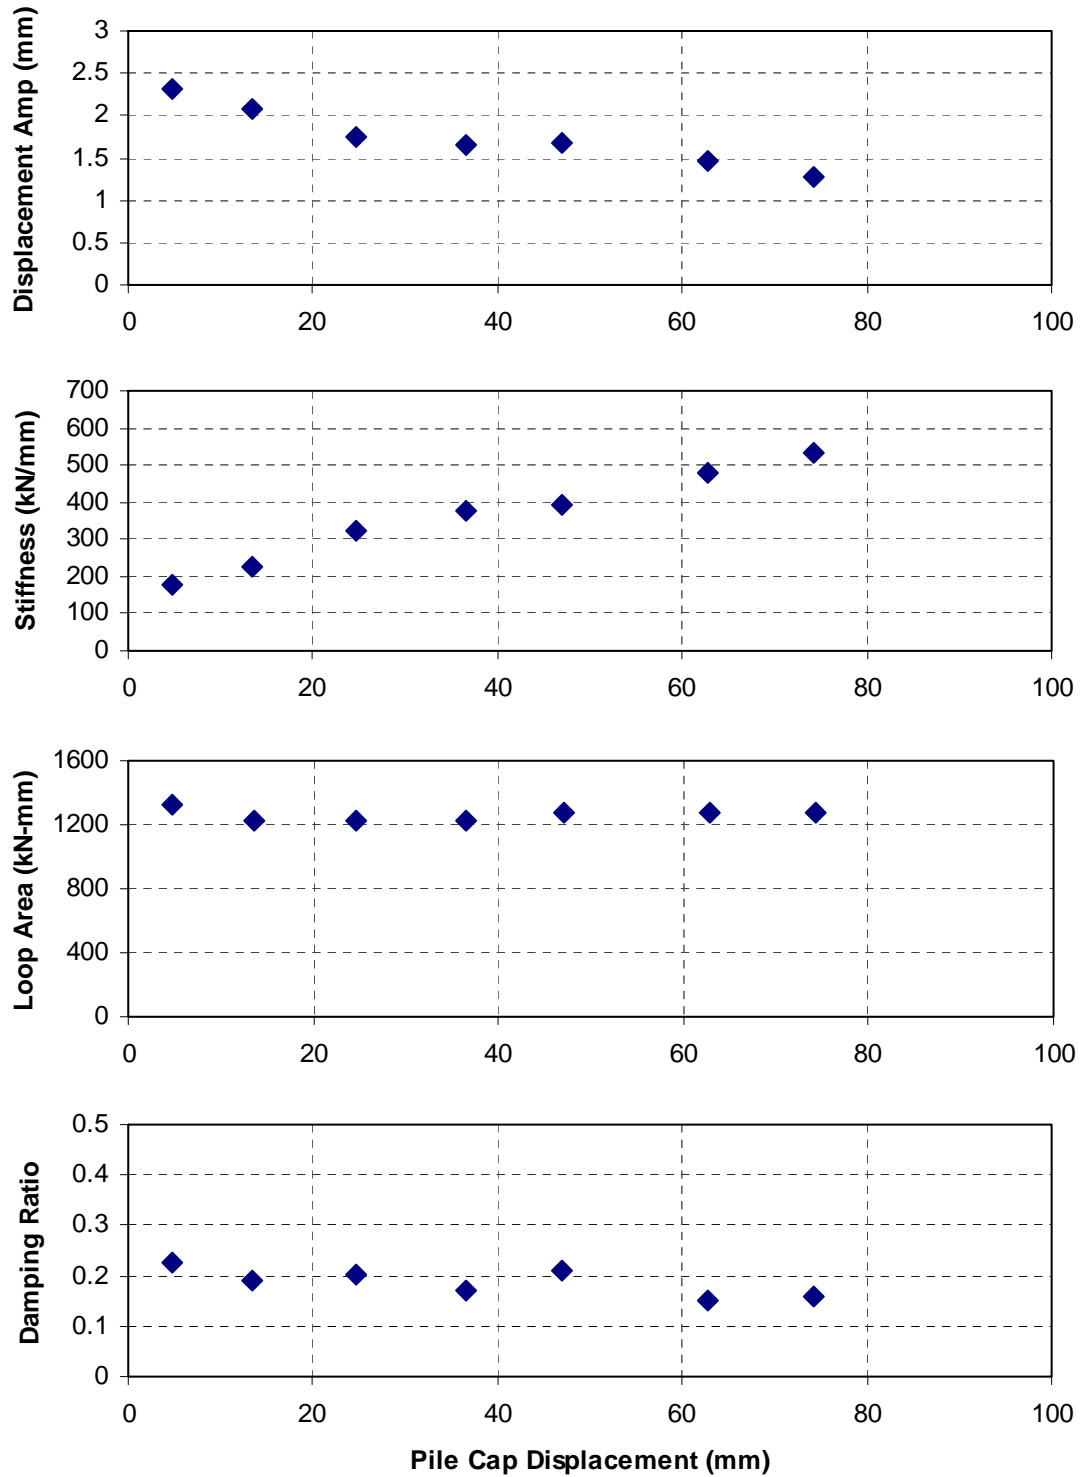 Displacement Amp (mm)
3
2.5
2
1.5
1
0.5
0
0 20 40 60 80 100
Stiffness (kN/mm)
700
600
500
400
300
200
100
0
0 20 40 60 80 100
Loop Area (kN-mm)
1600
1200
800
400
0
0 20 40 60 80 100
Damping Ratio
0.5
0.4
0.3
0.2
0.1
0
0 20 40 60 80 100
Pile Cap Displacement (mm)